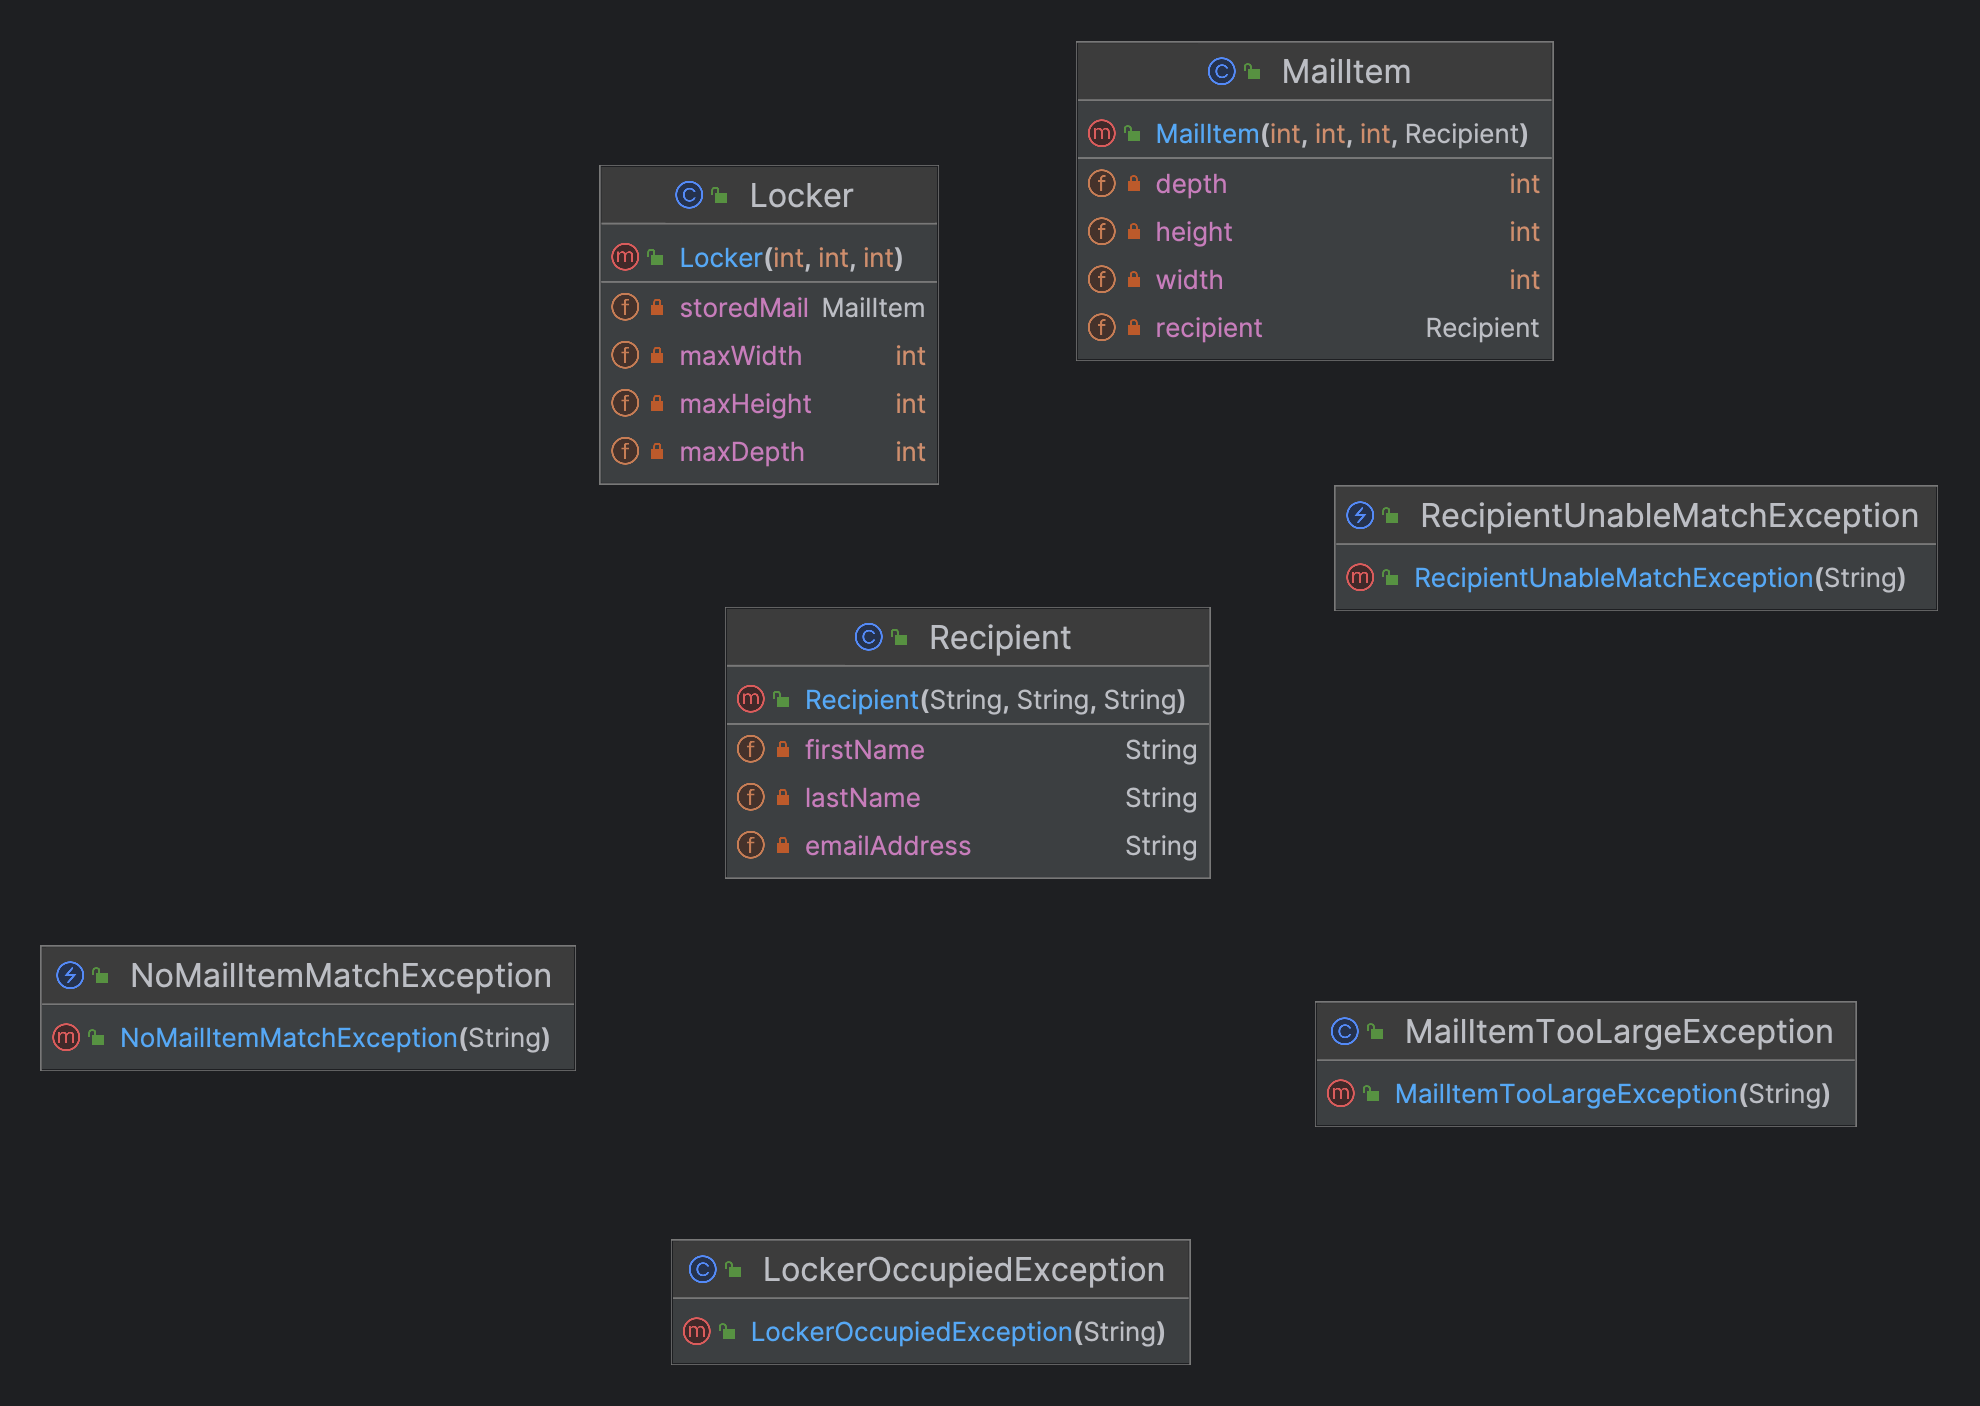 MailItem
MailItem(int, int, int, Recipient)
depth int
height int
width int
recipient Recipient
Locker
Locker(int, int, int)
storedMail MailItem
maxWidth int
maxHeight int
maxDepth int
RecipientUnableMatchException
RecipientUnableMatchException(String)
Recipient
Recipient(String, String, String)
firstName String
lastName String
emailAddress String
NoMailItemMatchException
NoMailItemMatchException(String)
MailItemTooLargeException
MailItemTooLargeException(String)
LockerOccupiedException
LockerOccupiedException(String)